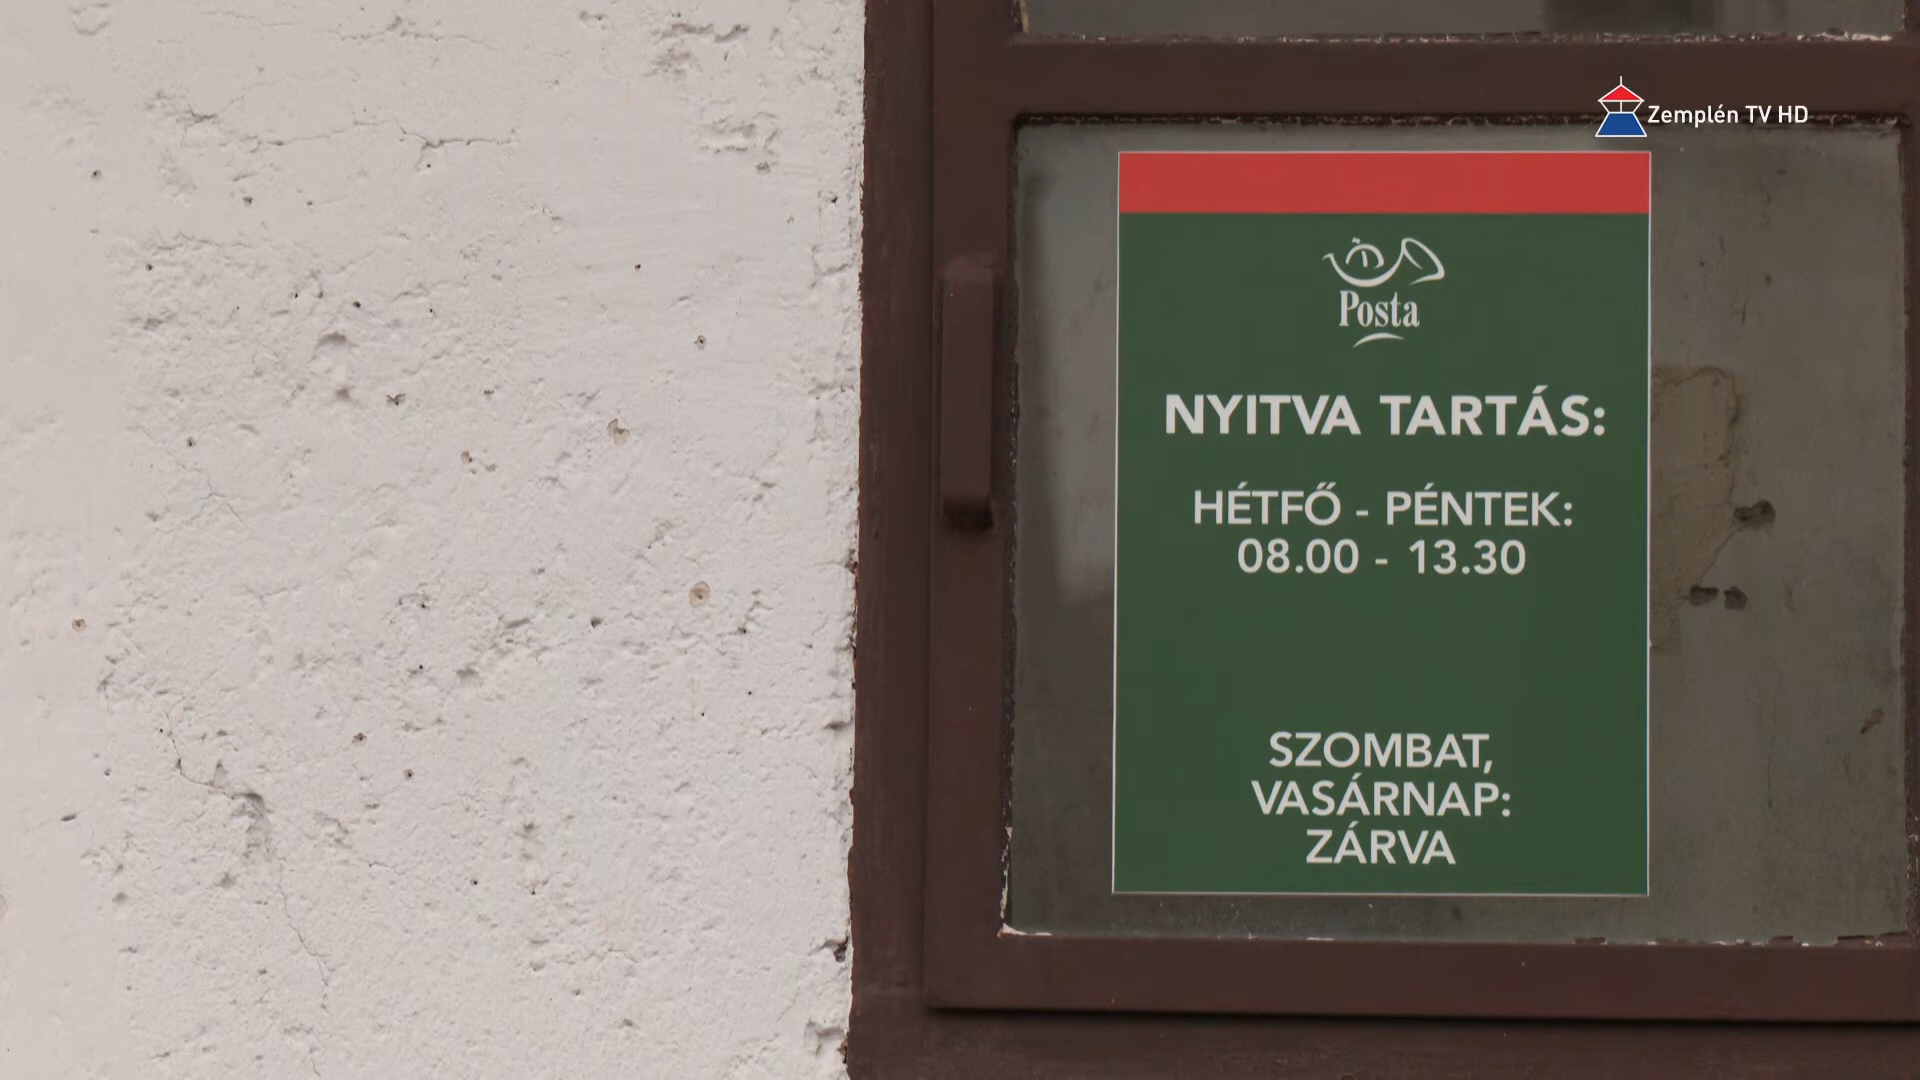 Zemplén TV HD
Posta
NYITVA TARTÁS:
HÉTFŐ - PÉNTEK:
08.00 - 13.30
SZOMBAT,
VASÁRNAP:
ZÁRVA